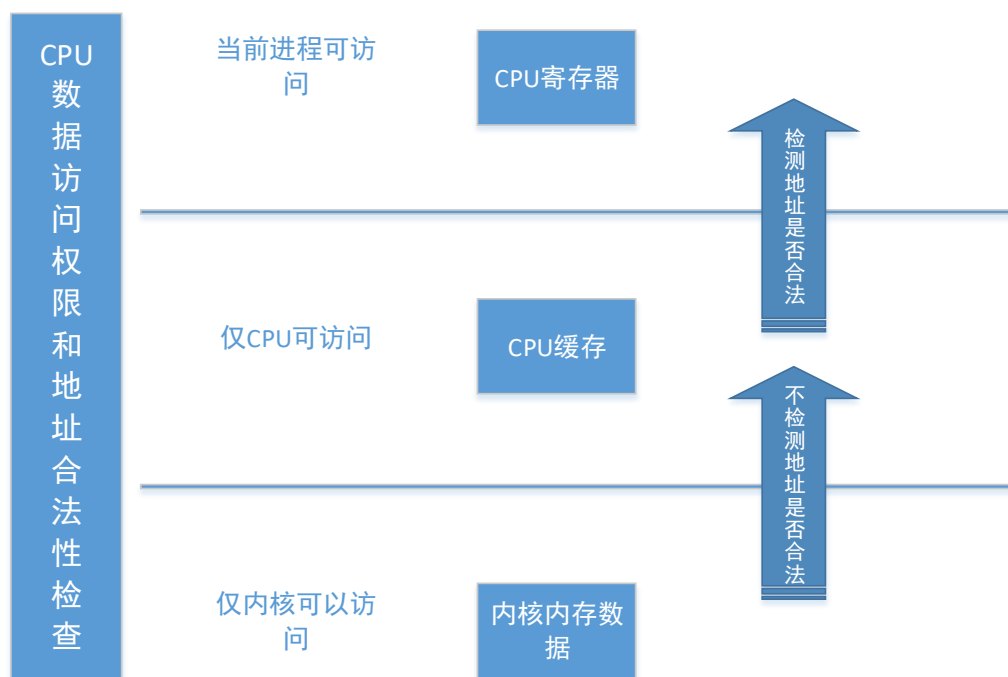 CPU
数
据
访
问
权
限
和
地
址
合
法
性
检
查
当前进程可访
问
CPU寄存器
检测地址是否合法
仅CPU可访问
CPU缓存
不检测地址是否合法
仅内核可以访
问
内核内存数
据